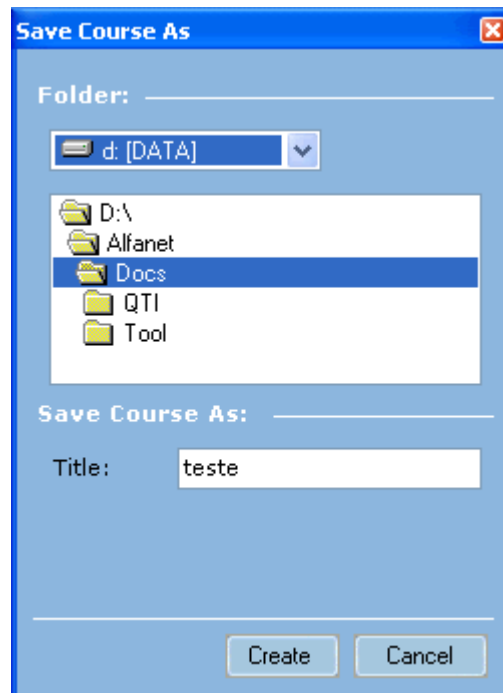 Save Course As
Folder:
d: [DATA]
D:\
Alfanet
Docs
QTI
Tool
Save Course As:
Title: teste
Create Cancel